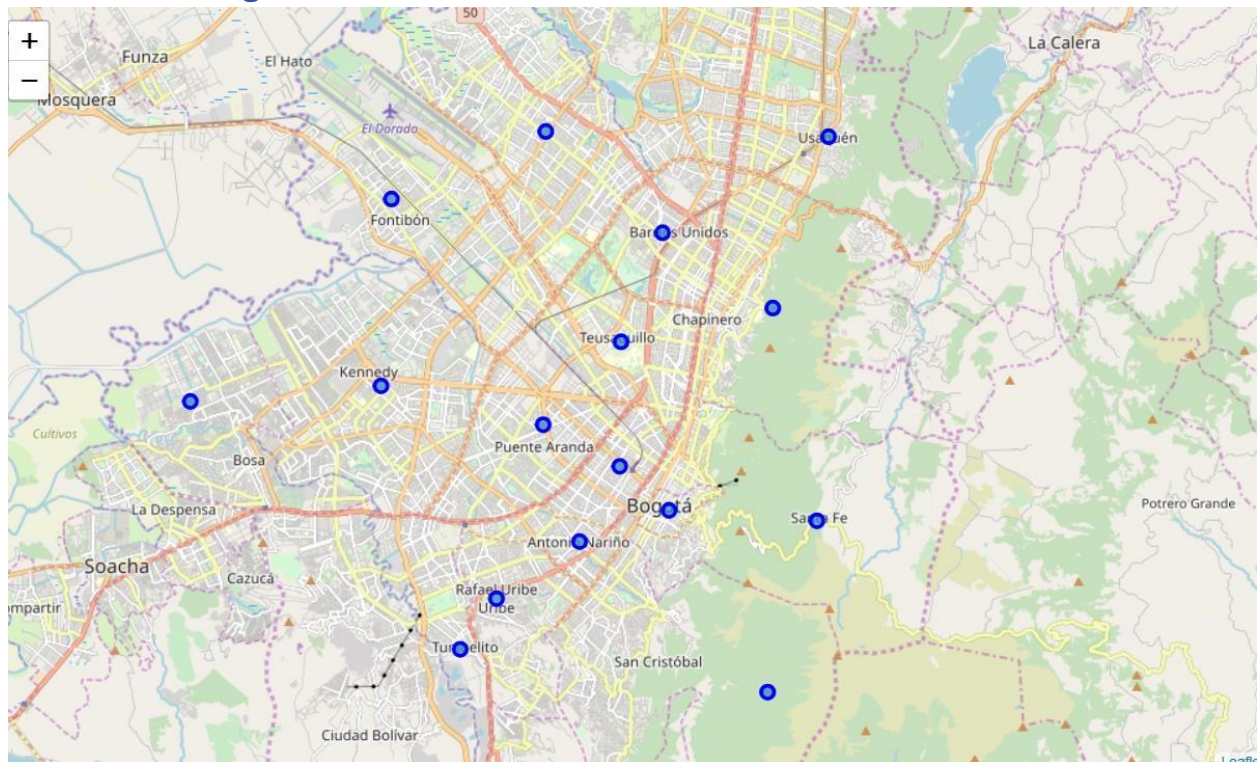 +
−
50
La Calera
Funza
El Hato
Mosquera
El Dorado
Usaquén
Fontibón
Barrios Unidos
Chapinero
Teusaquillo
Kennedy
Cultivos
Puente Aranda
Bosa
Bogotá
La Despensa
Santa Fe
Potrero Grande
Antonio Nariño
Soacha
Cazucá
Rafael Uribe
Uribe
ompartir
Tunjuelito
San Cristóbal
Ciudad Bolívar